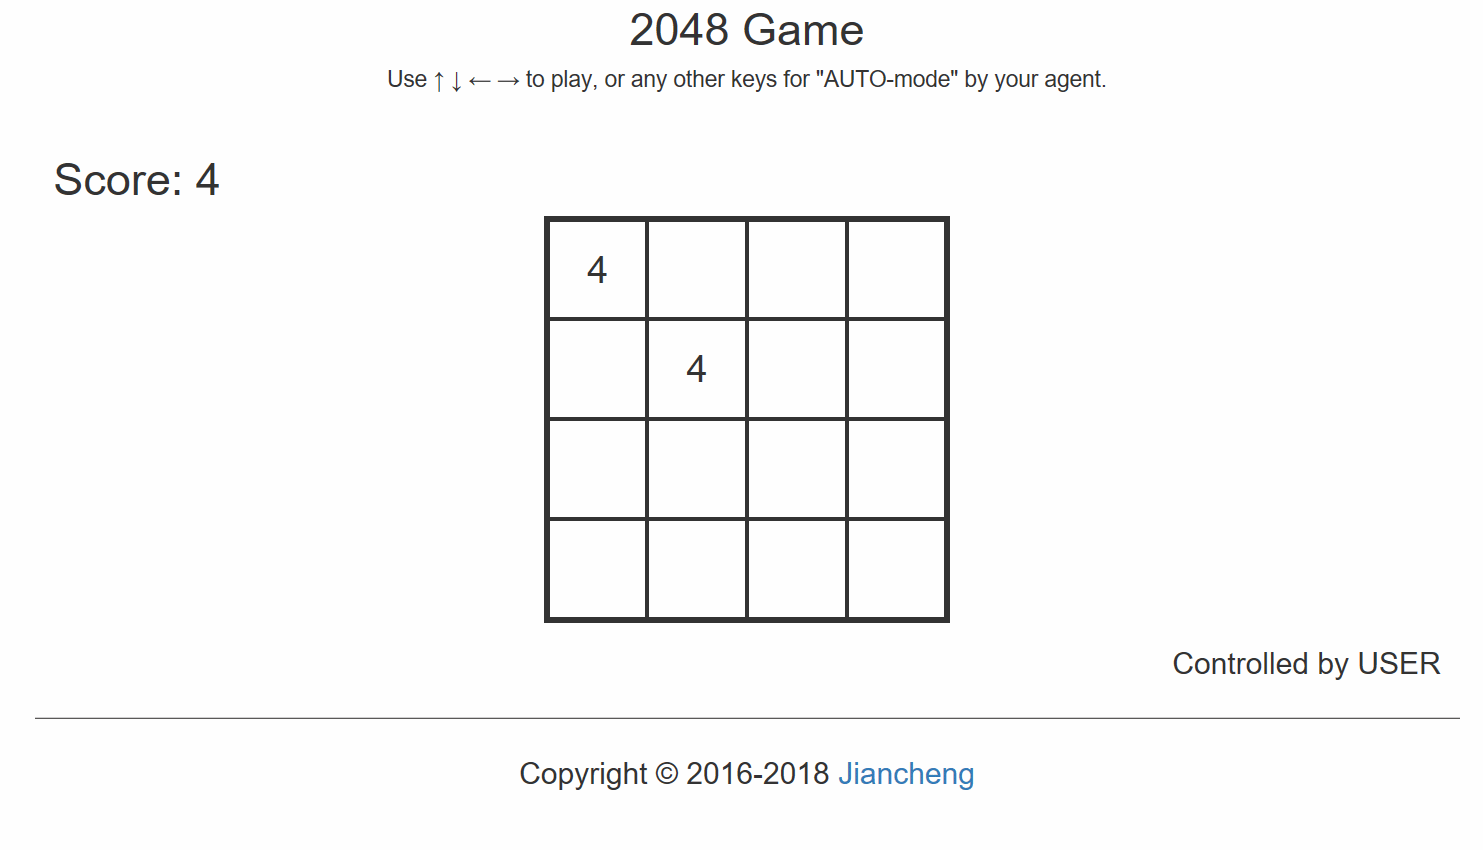 2048 Game
Use ↑ ↓ ← → to play, or any other keys for "AUTO-mode" by your agent.
Score: 4
4
4
Controlled by USER
Copyright © 2016-2018 Jiancheng